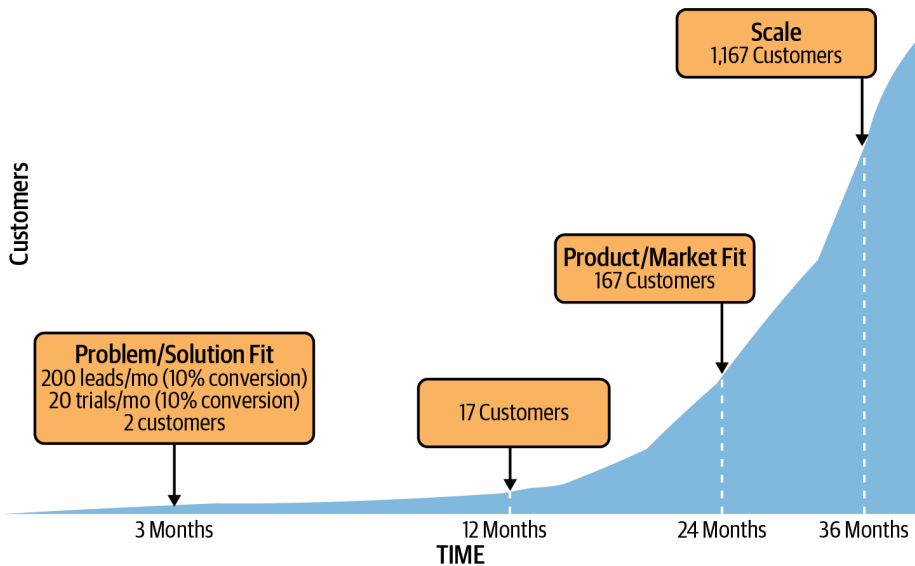 Scale
1,167 Customers
Customers
Product/Market Fit
167 Customers
Problem/Solution Fit
200 leads/mo (10% conversion)
20 trials/mo (10% conversion)
2 customers
17 Customers
3 Months
12 Months
24 Months
36 Months
TIME